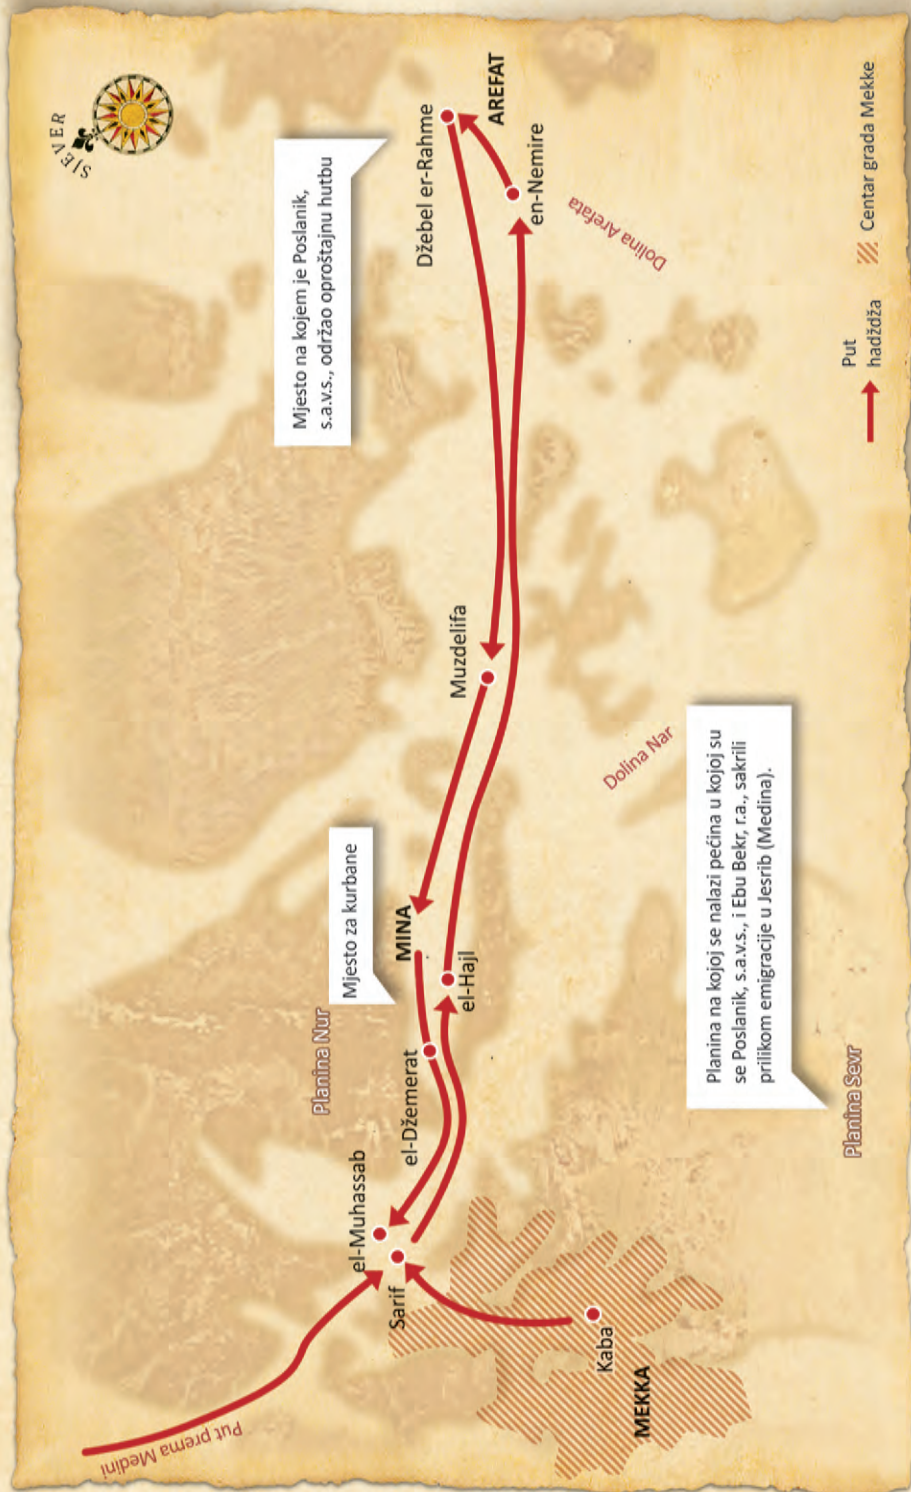 SJEVER
Mjesto na kojem je Poslanik,
s.a.v.s., održao oproštajnu hutbu
Džebel er-Rahme
AREFAT
en-Nemire
Dolina Arefata
Muzdelifa
Dolina Nar
Mjesto za kurbane
MINA
el-Hajl
Planina Nur
el-Džemerat
el-Muhassab
Sarif
Put prema Medini
Kaba
MEKKA
Planina na kojoj se nalazi pećina u kojoj su
se Poslanik, s.a.v.s., i Ebu Bekr, r.a., sakrili
prilikom emigracije u Jesrib (Medina).
Planina Sevr
Put
hadždža
Centar grada Mekke